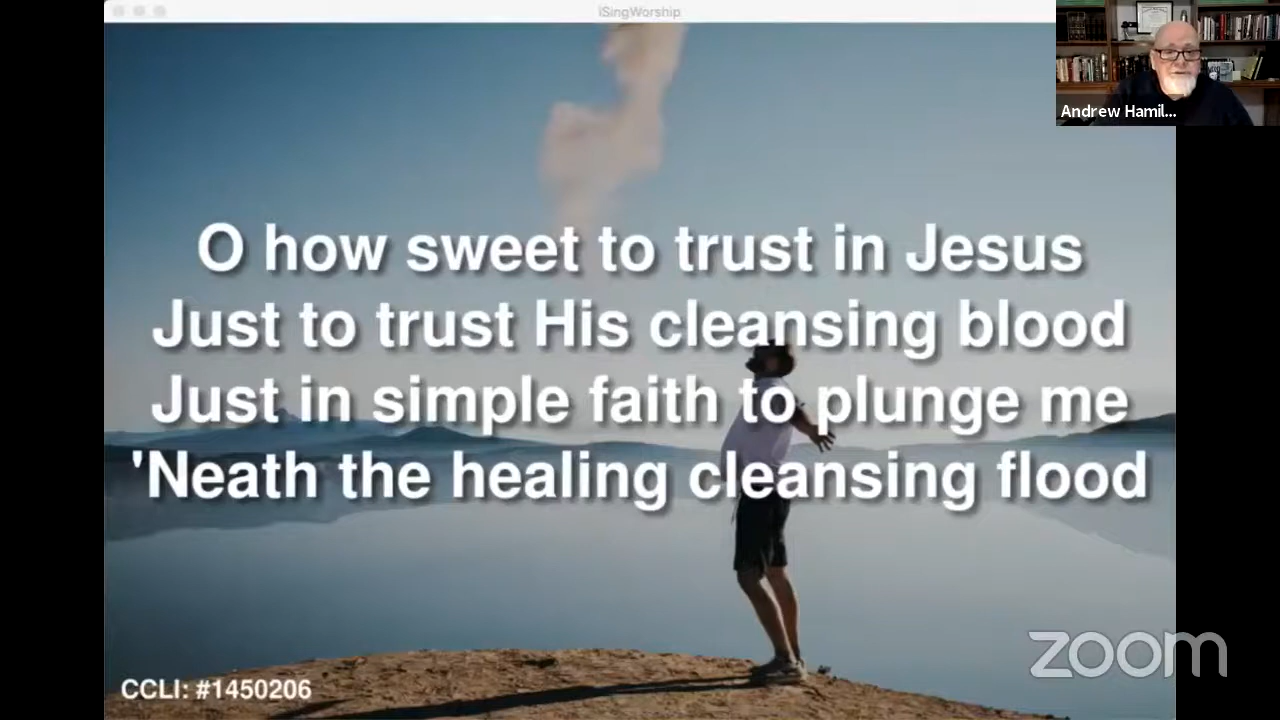 iSingWorship
Andrew Hamil...
O how sweet to trust in Jesus
Just to trust His cleansing blood
Just in simple faith to plunge me
'Neath the healing cleansing flood
zoom
CCLI: #1450206